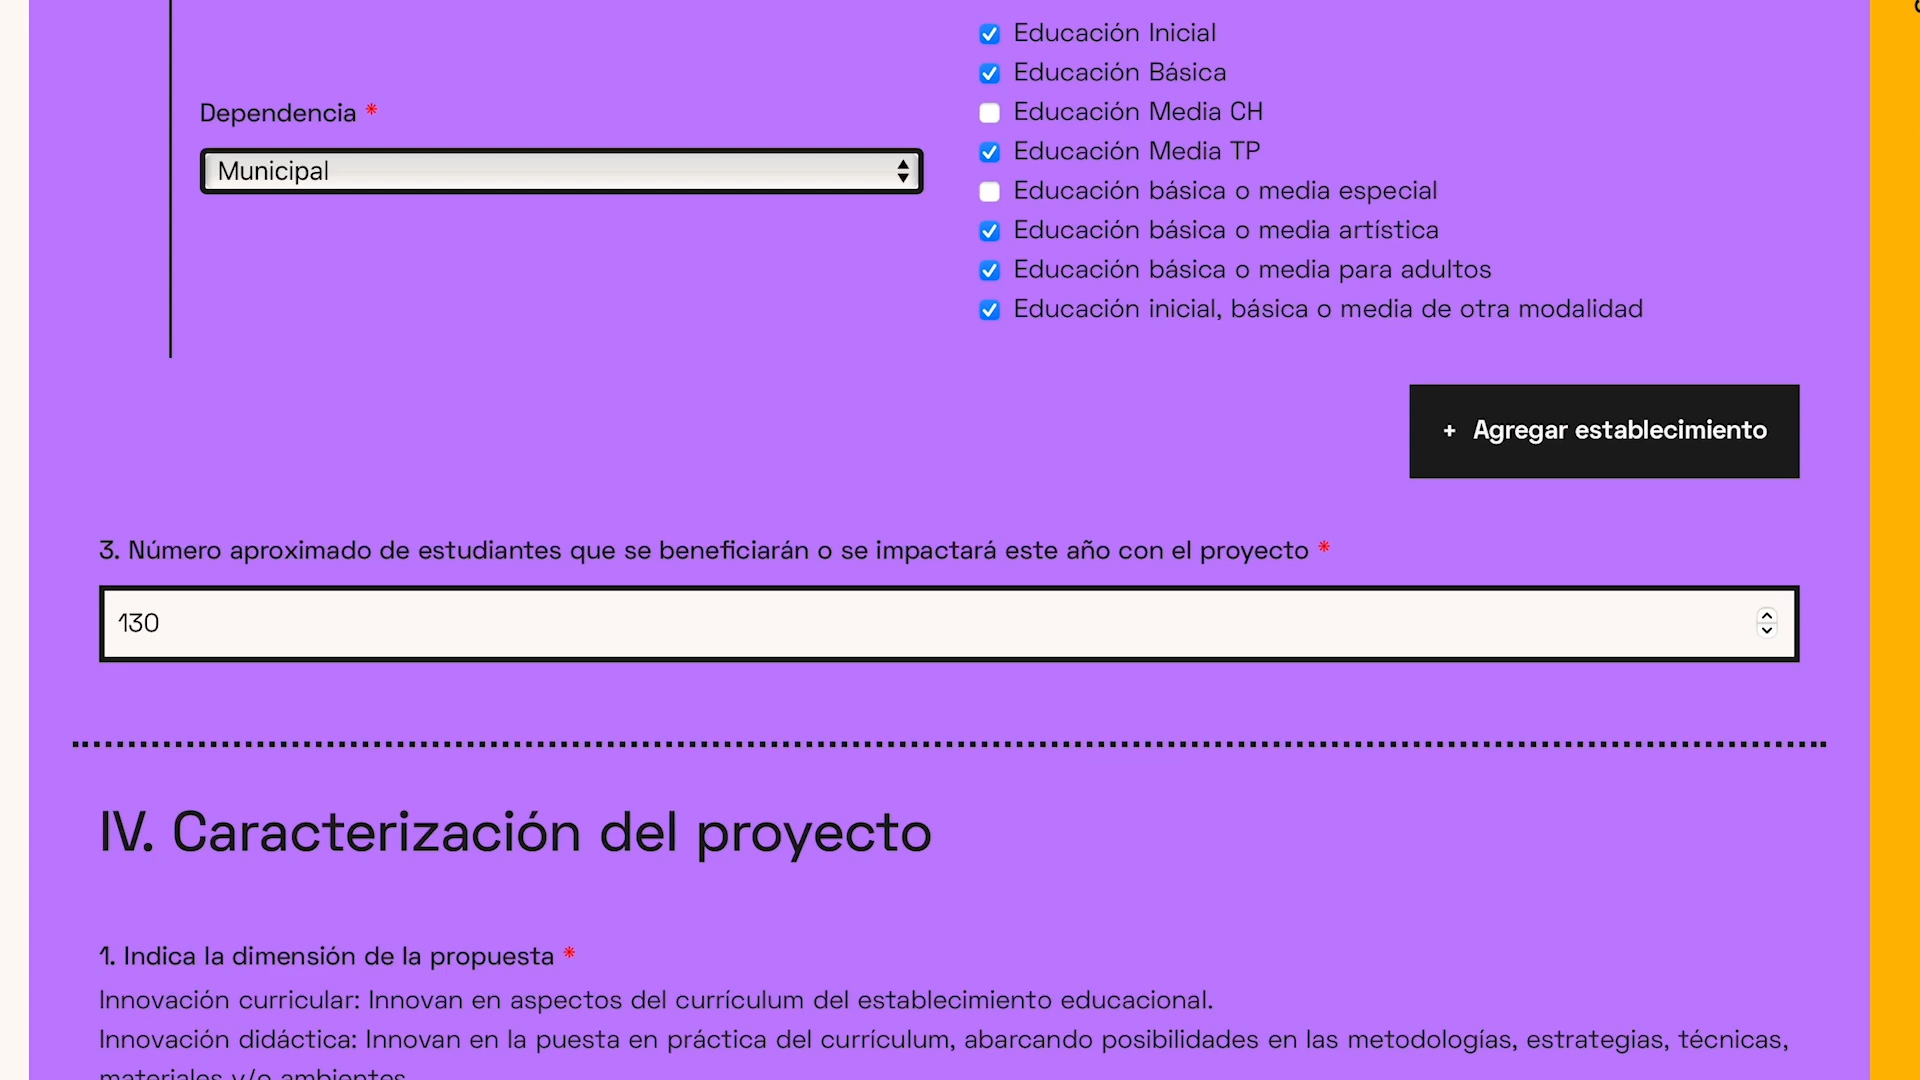 Educación Inicial
Educación Básica
Educación Media CH
Educación Media TP
Educación básica o media especial
Educación básica o media artística
Educación básica o media para adultos
Educación inicial, básica o media de otra modalidad
Dependencia *
Municipal
+ Agregar establecimiento
3. Número aproximado de estudiantes que se beneficiarán o se impactará este año con el proyecto *
130
IV. Caracterización del proyecto
1. Indica la dimensión de la propuesta *
Innovación curricular: Innovan en aspectos del currículum del establecimiento educacional.
Innovación didáctica: Innovan en la puesta en práctica del currículum, abarcando posibilidades en las metodologías, estrategias, técnicas,
materiales y/o ambientes.